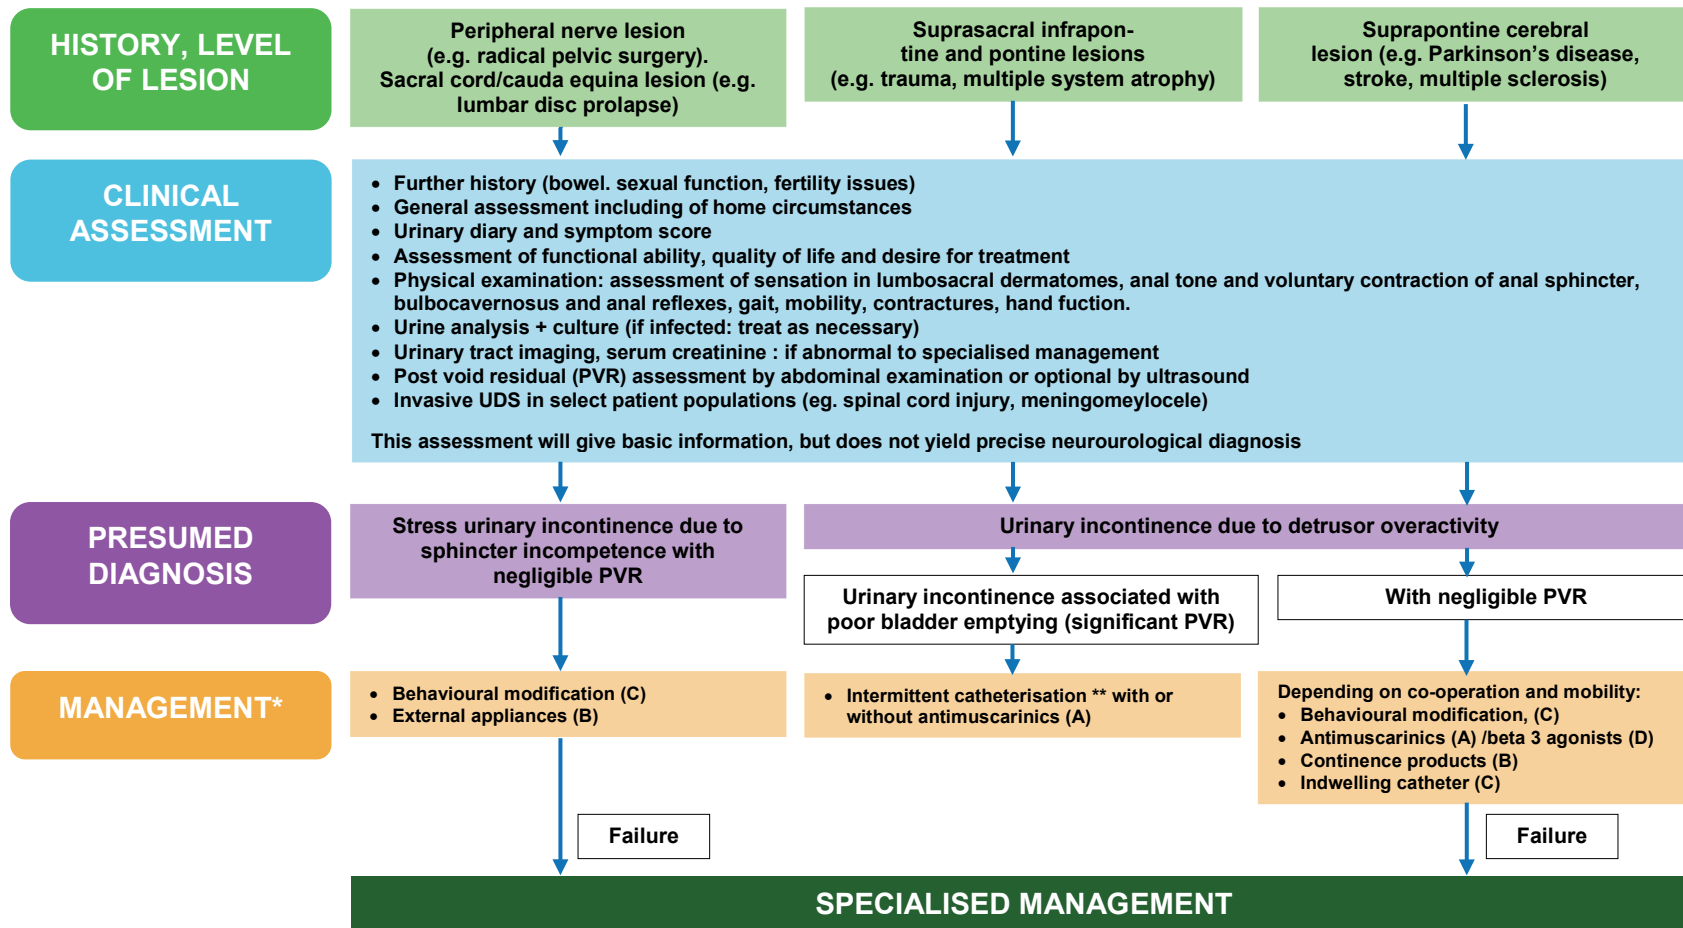 HISTORY, LEVEL
OF LESION
Peripheral nerve lesion
(e.g. radical pelvic surgery).
Sacral cord/cauda equina lesion (e.g.
lumbar disc prolapse)
Suprasacral infrapon-
tine and pontine lesions
(e.g. trauma, multiple system atrophy)
Suprapontine cerebral
lesion (e.g. Parkinson's disease,
stroke, multiple sclerosis)
CLINICAL
ASSESSMENT
• Further history (bowel. sexual function, fertility issues)
• General assessment including of home circumstances
• Urinary diary and symptom score
• Assessment of functional ability, quality of life and desire for treatment
• Physical examination: assessment of sensation in lumbosacral dermatomes, anal tone and voluntary contraction of anal sphincter,
bulbocavernosus and anal reflexes, gait, mobility, contractures, hand fuction.
• Urine analysis + culture (if infected: treat as necessary)
• Urinary tract imaging, serum creatinine : if abnormal to specialised management
• Post void residual (PVR) assessment by abdominal examination or optional by ultrasound
• Invasive UDS in select patient populations (eg. spinal cord injury, meningomeylocele)
This assessment will give basic information, but does not yield precise neurourological diagnosis
PRESUMED
DIAGNOSIS
Stress urinary incontinence due to
sphincter incompetence with
negligible PVR
Urinary incontinence due to detrusor overactivity
Urinary incontinence associated with
poor bladder emptying (significant PVR)
With negligible PVR
MANAGEMENT*
• Behavioural modification (C)
• External appliances (B)
• Intermittent catheterisation ** with or
without antimuscarinics (A)
Depending on co-operation and mobility:
• Behavioural modification, (C)
• Antimuscarinics (A) /beta 3 agonists (D)
• Continence products (B)
• Indwelling catheter (C)
Failure
Failure
SPECIALISED MANAGEMENT